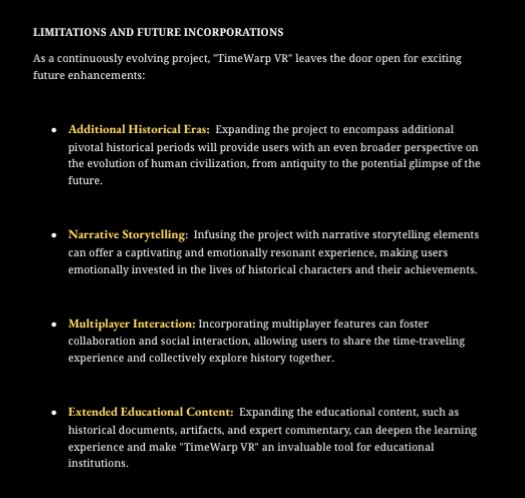 LIMITATIONS AND FUTURE INCORPORATIONS
As a continuously evolving project, "TimeWarp VR" leaves the door open for exciting
future enhancements:
• Additional Historical Eras: Expanding the project to encompass additional
pivotal historical periods will provide users with an even broader perspective on
the evolution of human civilization, from antiquity to the potential glimpse of the
future.
• Narrative Storytelling: Infusing the project with narrative storytelling elements
can offer a captivating and emotionally resonant experience, making users
emotionally invested in the lives of historical characters and their achievements.
• Multiplayer Interaction: Incorporating multiplayer features can foster
collaboration and social interaction, allowing users to share the time-traveling
experience and collectively explore history together.
• Extended Educational Content: Expanding the educational content, such as
historical documents, artifacts, and expert commentary, can deepen the learning
experience and make "TimeWarp VR" an invaluable tool for educational
institutions.